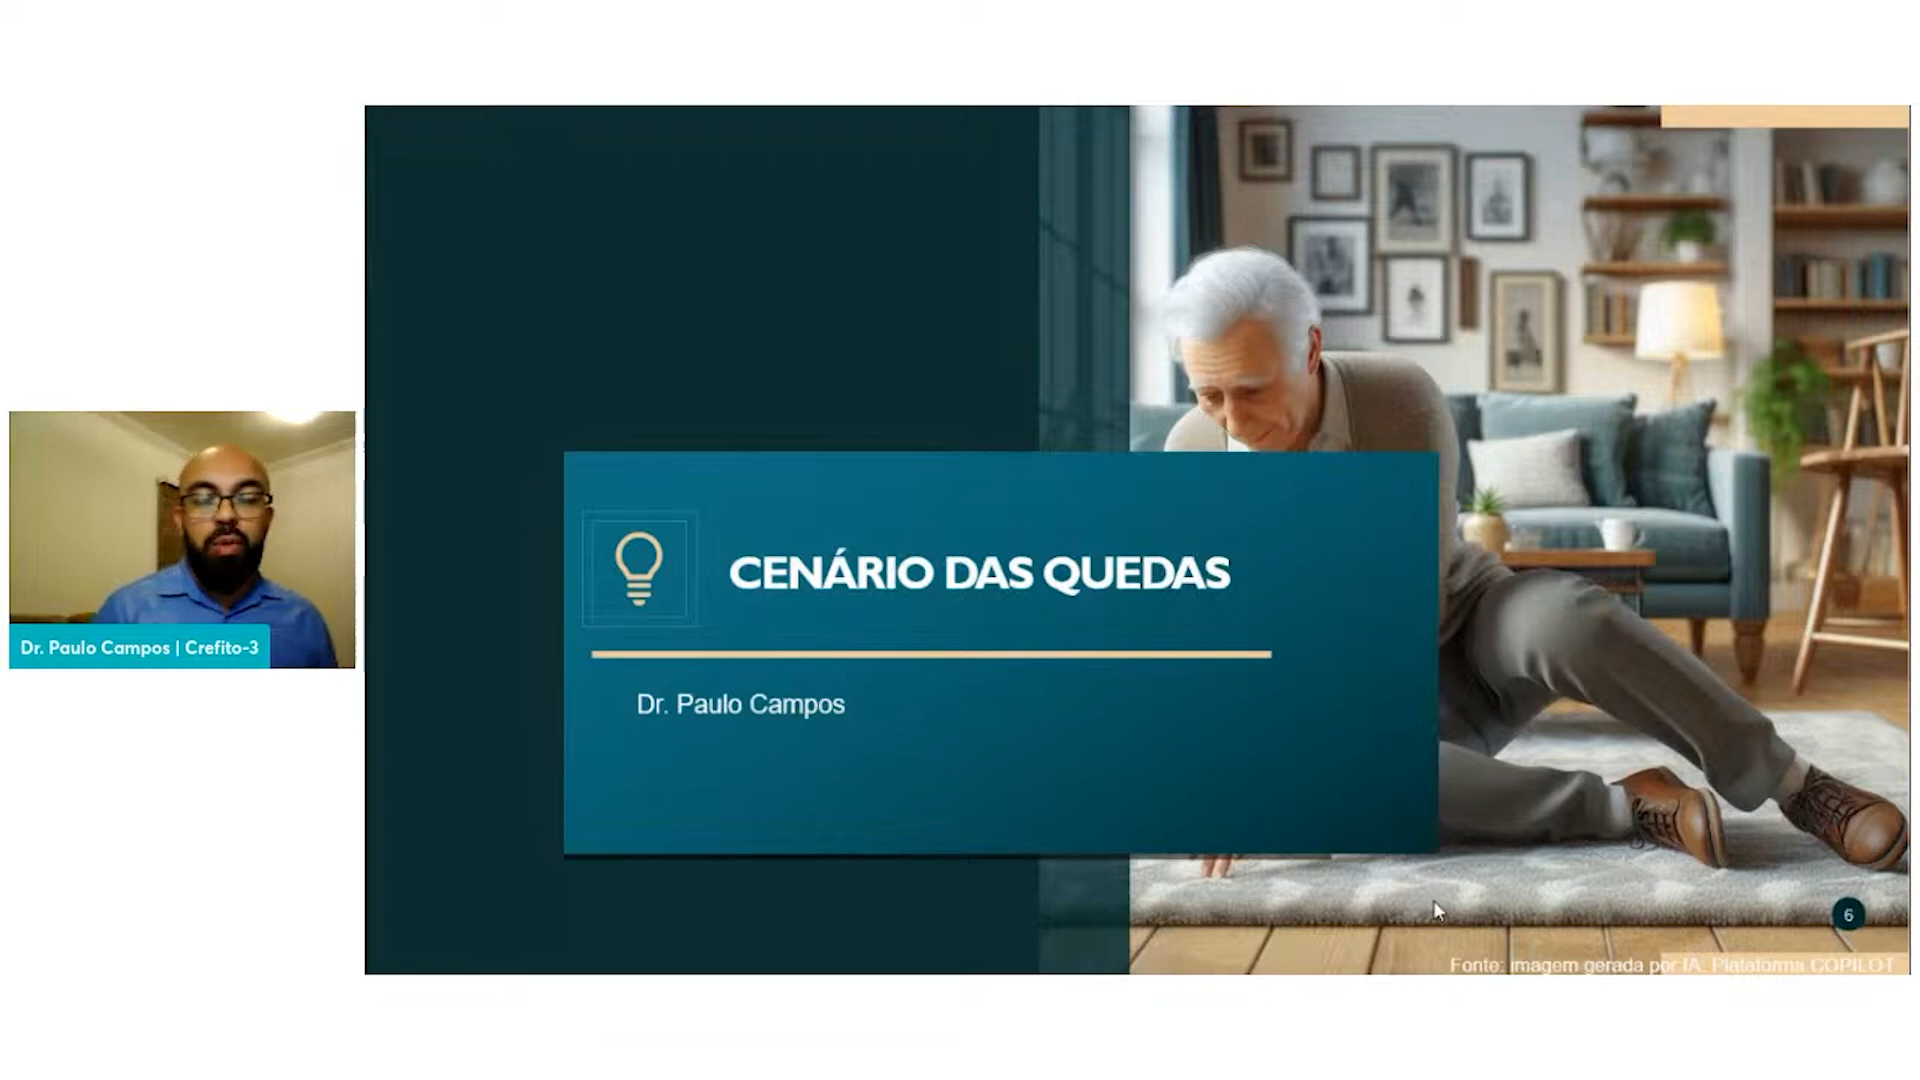 CENÁRIO DAS QUEDAS
Dr. Paulo Campos
Dr. Paulo Campos | Crefito-3
6
Fonte: imagem gerada por IA. Plataforma COPILOT